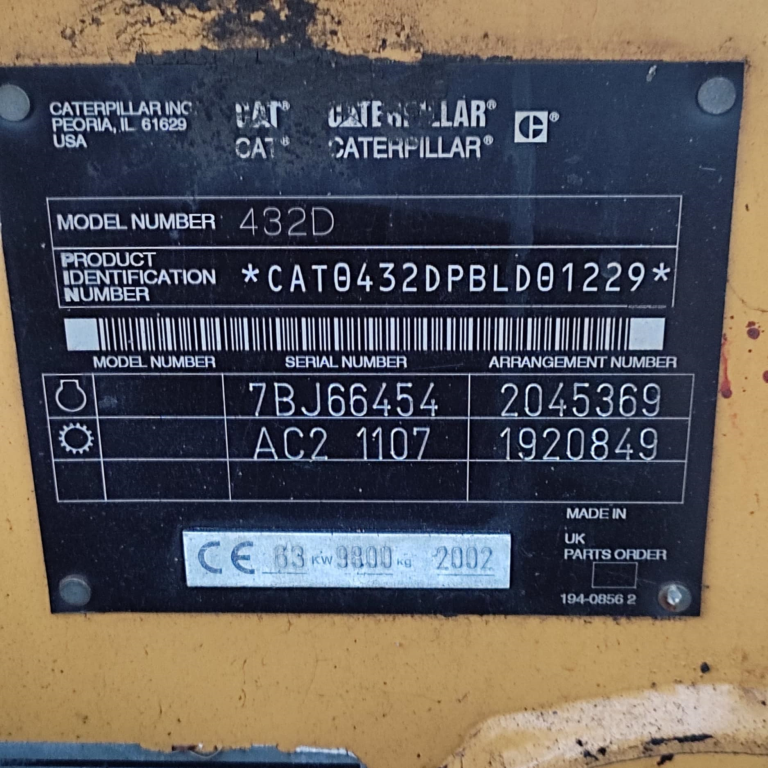 CATERPILLAR INC.
PEORIA, IL 61629
USA
CAT® CATERPILLAR®
CAT® CATERPILLAR®
MODEL NUMBER 432D
PRODUCT IDENTIFICATION NUMBER *CAT0432DPBLD01229*
MODEL NUMBER SERIAL NUMBER ARRANGEMENT NUMBER
7BJ66454 2045369
AC2 1107 1920849
MADE IN
UK
PARTS ORDER
CE 63 KW 9800 kg 2002
194-0856 2